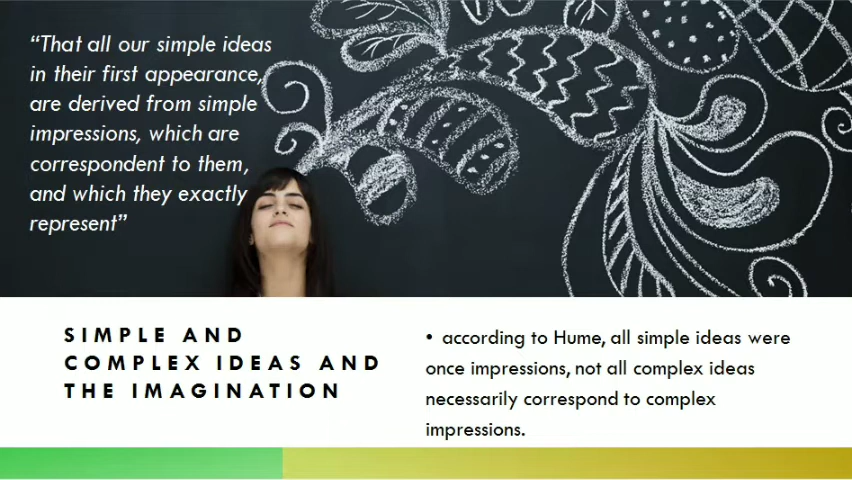 “That all our simple ideas
in their first appearance,
are derived from simple
impressions, which are
correspondent to them,
and which they exactly
represent”
SIMPLE AND
COMPLEX IDEAS AND
THE IMAGINATION
• according to Hume, all simple ideas were
once impressions, not all complex ideas
necessarily correspond to complex
impressions.